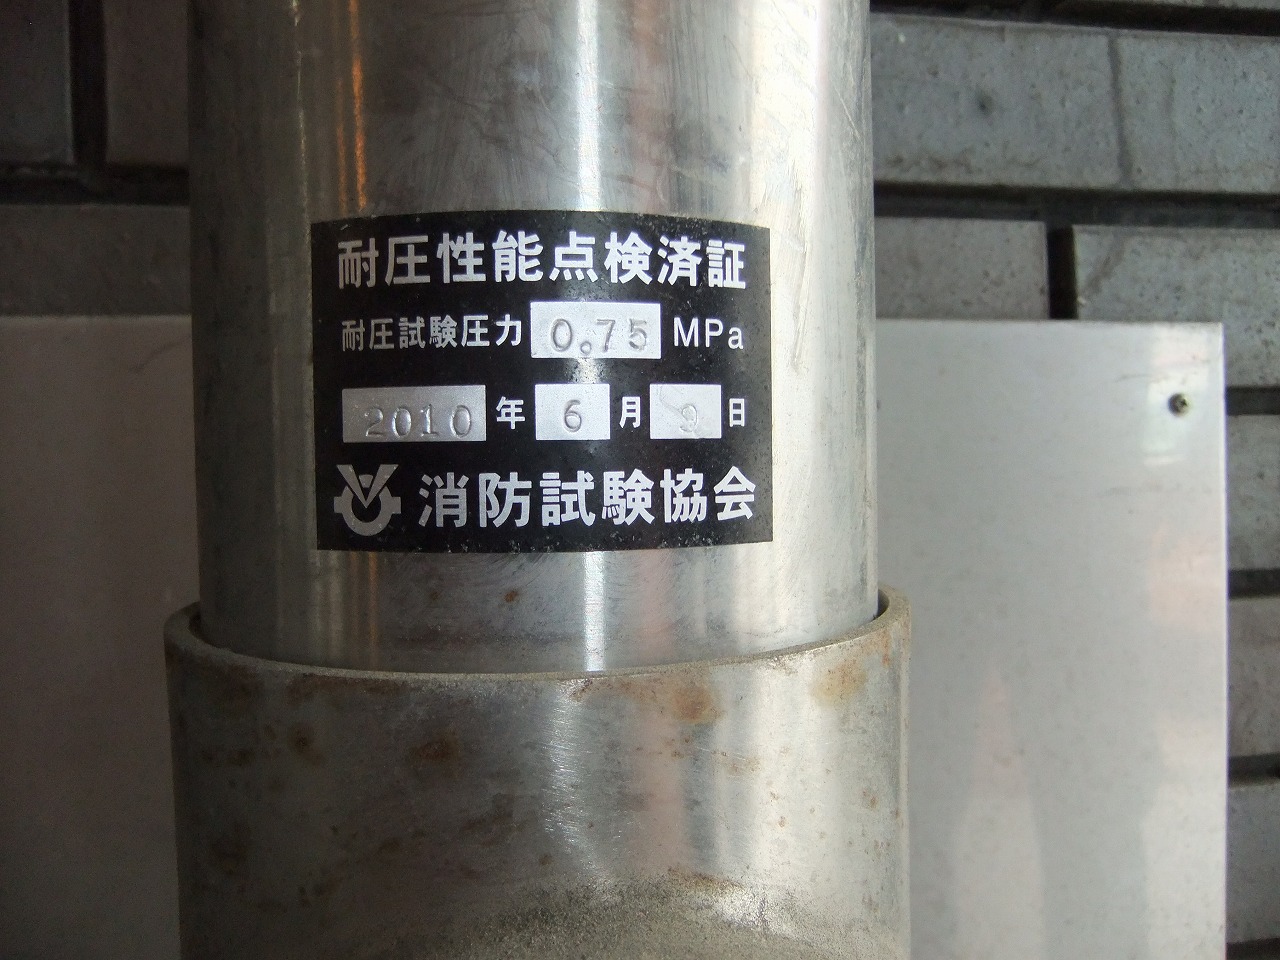 耐圧性能点検済証
耐圧試験圧力 0.75 MPa
2010 年 6 月 9 日
消防試験協会